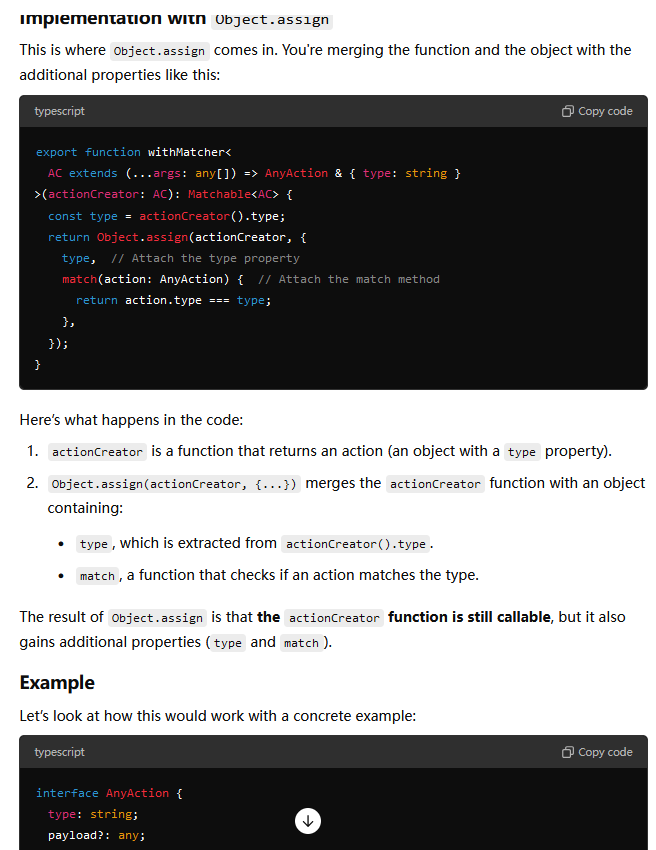 Implementation with Object.assign
This is where Object.assign comes in. You're merging the function and the object with the
additional properties like this:
typescript
Copy code
export function withMatcher<
  AC extends (...args: any[]) => AnyAction & { type: string }
>(actionCreator: AC): Matchable<AC> {
  const type = actionCreator().type;
  return Object.assign(actionCreator, {
    type,  // Attach the type property
    match(action: AnyAction) {  // Attach the match method
      return action.type === type;
    },
  });
}
Here’s what happens in the code:
1. actionCreator is a function that returns an action (an object with a type property).
2. Object.assign(actionCreator, {...}) merges the actionCreator function with an object
containing:
• type, which is extracted from actionCreator().type.
• match, a function that checks if an action matches the type.
The result of Object.assign is that the actionCreator function is still callable, but it also
gains additional properties (type and match).
Example
Let’s look at how this would work with a concrete example:
typescript
Copy code
interface AnyAction {
  type: string;
  payload?: any;